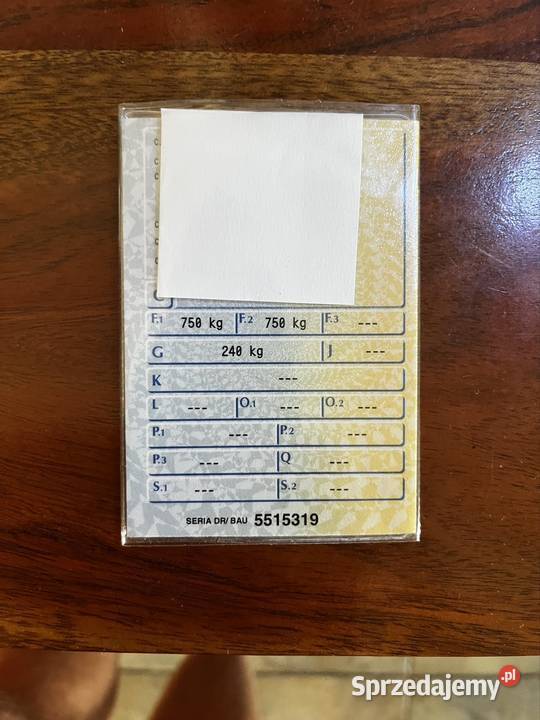 C
C
C
C
C
C
C
F.1 750 kg F.2 750 kg F.3 ---
G 240 kg J ---
K ---
L --- O.1 --- O.2 ---
P.1 --- P.2 ---
P.3 --- Q ---
S.1 --- S.2 ---
SERIA DR/BAU 5515319
Sprzedajemy.pl